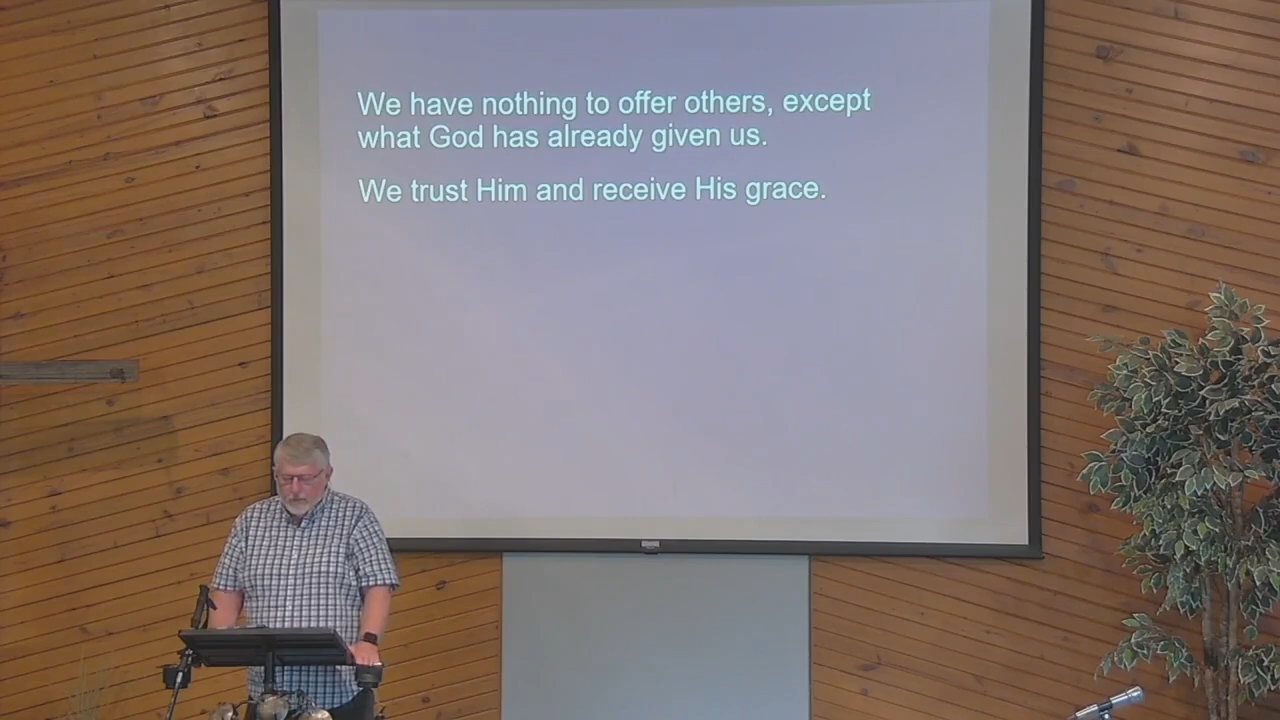 We have nothing to offer others, except
what God has already given us.
We trust Him and receive His grace.